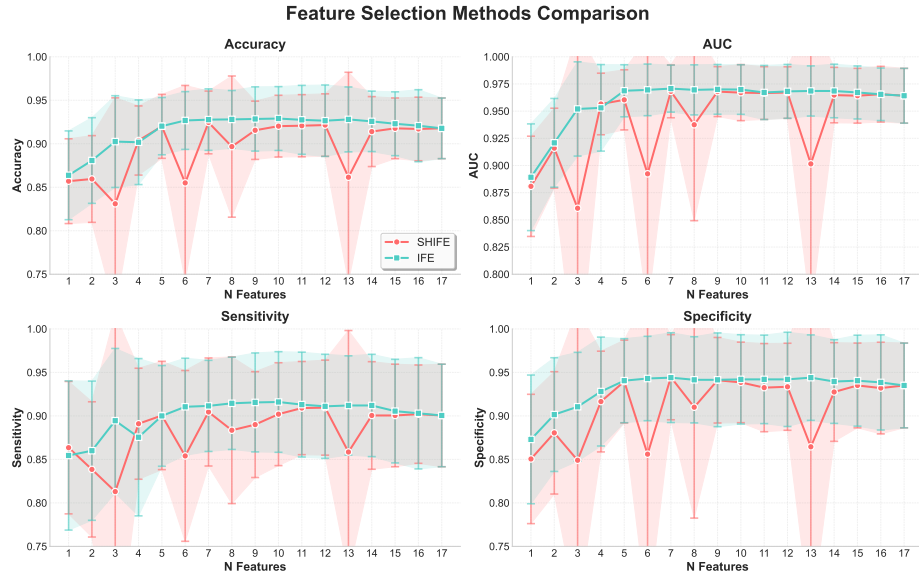 Feature Selection Methods Comparison
Accuracy
Accuracy
1.00
0.95
0.90
0.85
0.80
0.75
1 2 3 4 5 6 7 8 9 10 11 12 13 14 15 16 17
N Features
SHIFE
IFE
AUC
AUC
1.000
0.975
0.950
0.925
0.900
0.875
0.850
0.825
0.800
1 2 3 4 5 6 7 8 9 10 11 12 13 14 15 16 17
N Features
Sensitivity
Sensitivity
1.00
0.95
0.90
0.85
0.80
0.75
1 2 3 4 5 6 7 8 9 10 11 12 13 14 15 16 17
N Features
Specificity
Specificity
1.00
0.95
0.90
0.85
0.80
0.75
1 2 3 4 5 6 7 8 9 10 11 12 13 14 15 16 17
N Features